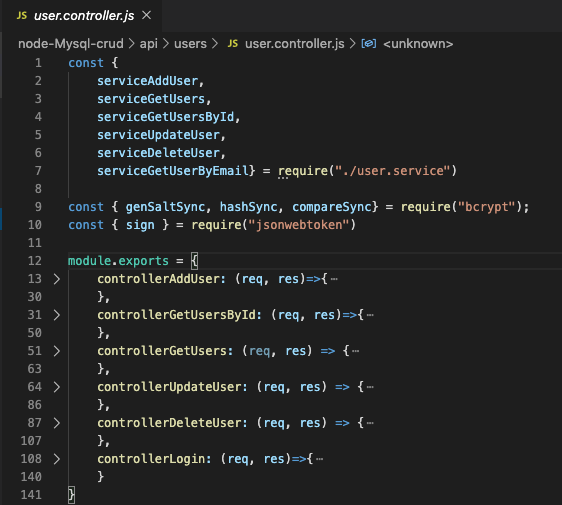 JS user.controller.js ×
node-Mysql-crud > api > users > JS user.controller.js > <unknown>
1 const {
2 serviceAddUser,
3 serviceGetUsers,
4 serviceGetUsersById,
5 serviceUpdateUser,
6 serviceDeleteUser,
7 serviceGetUserByEmail} = require("./user.service")
8
9 const { genSaltSync, hashSync, compareSync} = require("bcrypt");
10 const { sign } = require("jsonwebtoken")
11
12 module.exports = {
13 > controllerAddUser: (req, res)=>{ ⋯
30 },
31 > controllerGetUsersById: (req, res)=>{ ⋯
50 },
51 > controllerGetUsers: (req, res) => { ⋯
63 },
64 > controllerUpdateUser: (req, res) => { ⋯
86 },
87 > controllerDeleteUser: (req, res) => { ⋯
107 },
108 > controllerLogin: (req, res)=>{ ⋯
140 }
141 }